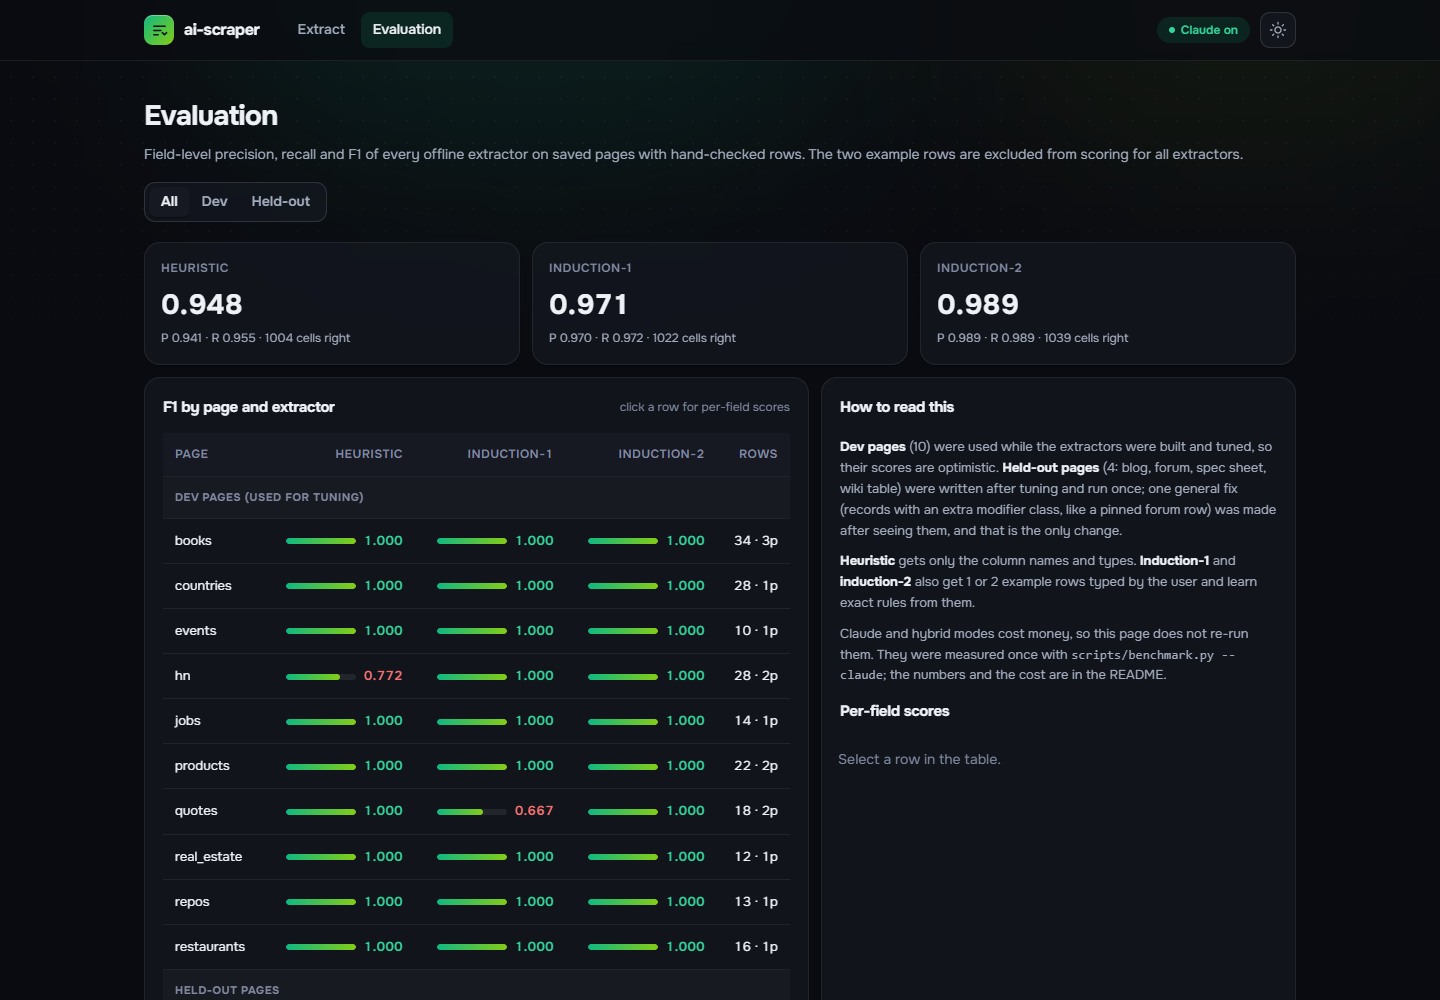 ai-scraper
Extract
Evaluation
Claude on
Evaluation
Field-level precision, recall and F1 of every offline extractor on saved pages with hand-checked rows. The two example rows are excluded from scoring for all extractors.
All Dev Held-out
HEURISTIC
0.948
P 0.941 · R 0.955 · 1004 cells right
INDUCTION-1
0.971
P 0.970 · R 0.972 · 1022 cells right
INDUCTION-2
0.989
P 0.989 · R 0.989 · 1039 cells right
F1 by page and extractor
click a row for per-field scores
PAGE HEURISTIC INDUCTION-1 INDUCTION-2 ROWS
DEV PAGES (USED FOR TUNING)
books 1.000 1.000 1.000 34 · 3p
countries 1.000 1.000 1.000 28 · 1p
events 1.000 1.000 1.000 10 · 1p
hn 0.772 1.000 1.000 28 · 2p
jobs 1.000 1.000 1.000 14 · 1p
products 1.000 1.000 1.000 22 · 2p
quotes 1.000 0.667 1.000 18 · 2p
real_estate 1.000 1.000 1.000 12 · 1p
repos 1.000 1.000 1.000 13 · 1p
restaurants 1.000 1.000 1.000 16 · 1p
HELD-OUT PAGES
How to read this
Dev pages (10) were used while the extractors were built and tuned, so
their scores are optimistic. Held-out pages (4: blog, forum, spec sheet,
wiki table) were written after tuning and run once; one general fix
(records with an extra modifier class, like a pinned forum row) was made
after seeing them, and that is the only change.
Heuristic gets only the column names and types. Induction-1 and
induction-2 also get 1 or 2 example rows typed by the user and learn
exact rules from them.
Claude and hybrid modes cost money, so this page does not re-run
them. They were measured once with scripts/benchmark.py --
claude; the numbers and the cost are in the README.
Per-field scores
Select a row in the table.